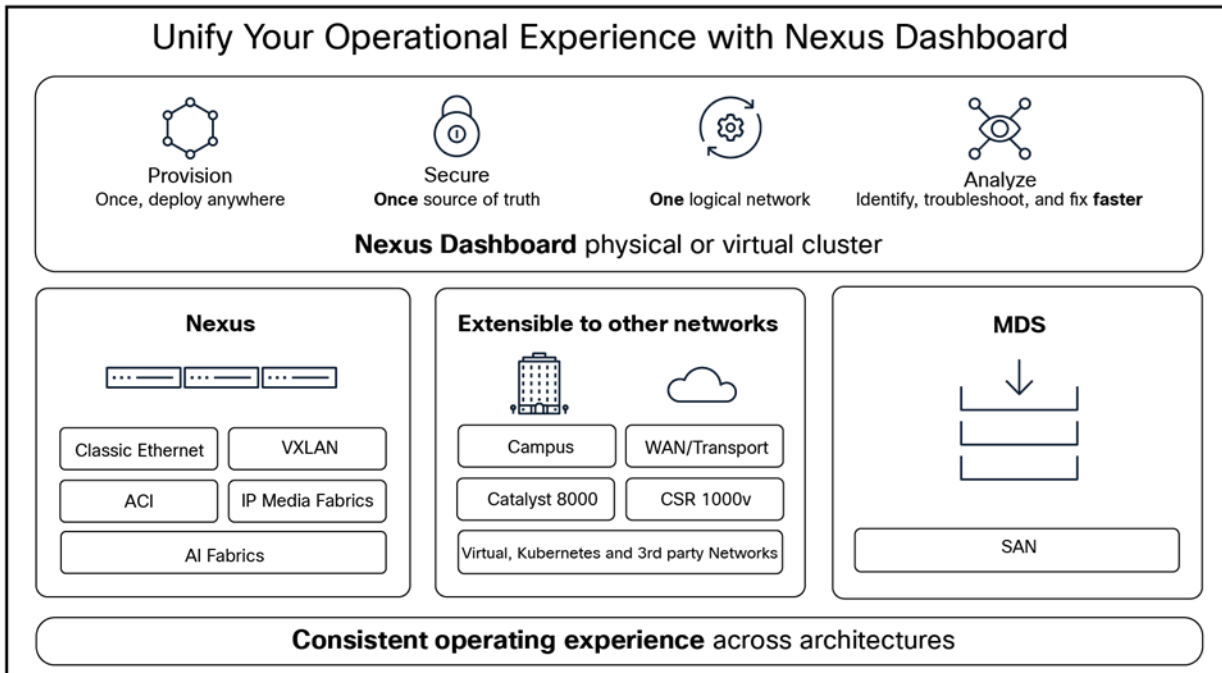 Unify Your Operational Experience with Nexus Dashboard
Provision
Once, deploy anywhere
Secure
Once source of truth
One logical network
Analyze
Identify, troubleshoot, and fix faster
Nexus Dashboard physical or virtual cluster
Nexus
Classic Ethernet
VXLAN
ACI
IP Media Fabrics
AI Fabrics
Extensible to other networks
Campus
WAN/Transport
Catalyst 8000
CSR 1000v
Virtual, Kubernetes and 3rd party Networks
MDS
SAN
Consistent operating experience across architectures